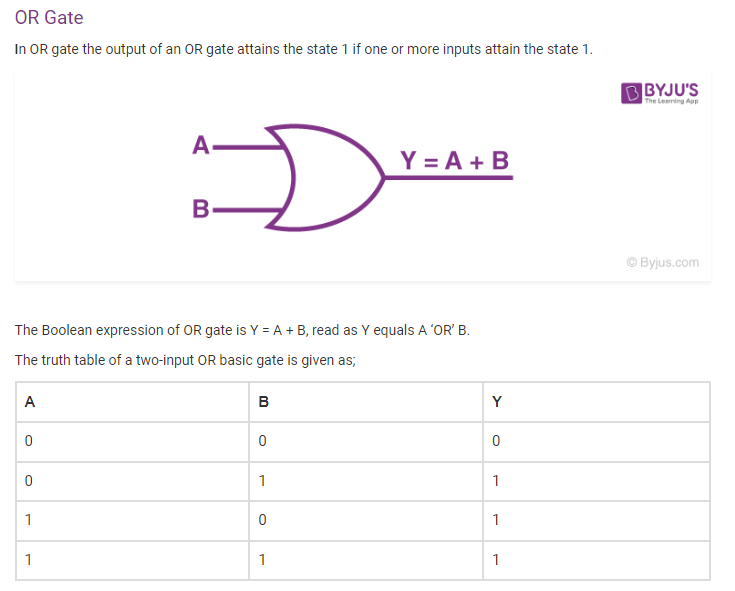 OR Gate
In OR gate the output of an OR gate attains the state 1 if one or more inputs attain the state 1.
BYJU'S
The Learning App
A
Y = A + B
B
© Byjus.com
The Boolean expression of OR gate is Y = A + B, read as Y equals A ‘OR’ B.
The truth table of a two-input OR basic gate is given as;
A B Y
0 0 0
0 1 1
1 0 1
1 1 1